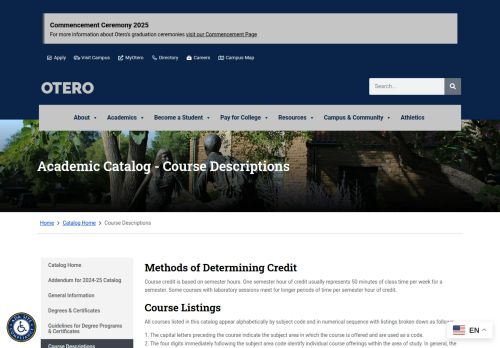 Commencement Ceremony 2025
For more information about Otero's graduation ceremonies visit our Commencement Page
Apply Visit Campus MyOtero Directory Careers Campus Map
OTERO
Search...
About Academics Become a Student Pay for College Resources Campus & Community Athletics
Academic Catalog - Course Descriptions
Home > Catalog Home > Course Descriptions
Catalog Home
Addendum for 2024-25 Catalog
General Information
Degrees & Certificates
Guidelines for Degree Programs & Certificates
Course Descriptions
Methods of Determining Credit
Course credit is based on semester hours. One semester hour of credit usually represents 50 minutes of class time per week for a
semester. Some courses with laboratory sessions meet for longer periods of time per semester hour of credit.
Course Listings
All courses listed in this catalog appear alphabetically by subject code and in numerical sequence with listings broken down as follows:
1. The capital letters preceding the course indicate the subject area in which the course is offered and are used as a code.
2. The four digits immediately following the subject area code identify individual course offerings within the area of study. In general, the
EN